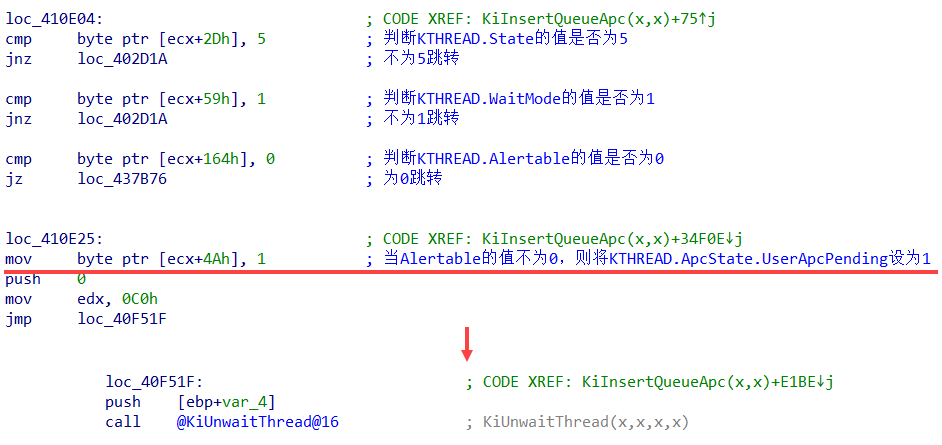 loc_410E04: ; CODE XREF: KiInsertQueueApc(x,x)+75↑j
cmp byte ptr [ecx+2Dh], 5 ; 判断KTHREAD.State的值是否为5
jnz loc_402D1A ; 不为5跳转
cmp byte ptr [ecx+59h], 1 ; 判断KTHREAD.WaitMode的值是否为1
jnz loc_402D1A ; 不为1跳转
cmp byte ptr [ecx+164h], 0 ; 判断KTHREAD.Alertable的值是否为0
jz loc_437B76 ; 为0跳转
loc_410E25: ; CODE XREF: KiInsertQueueApc(x,x)+34F0E↓j
mov byte ptr [ecx+4Ah], 1 ; 当Alertable的值不为0，则将KTHREAD.ApcState.UserApcPending设为1
push 0
mov edx, 0C0h
jmp loc_40F51F
loc_40F51F: ; CODE XREF: KiInsertQueueApc(x,x)+E1BE↓j
push [ebp+var_4]
call @KiUnwaitThread@16 ; KiUnwaitThread(x,x,x,x)